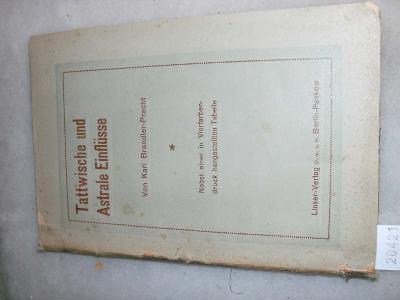 Tattwische und
Astrale Einflüsse
Von Karl Brandler-Pracht
*
Nebst einer in Vierfarben-
druck hergestellten Tabelle
Linser-Verlag G.m.b.H. Berlin-Pankow
20421